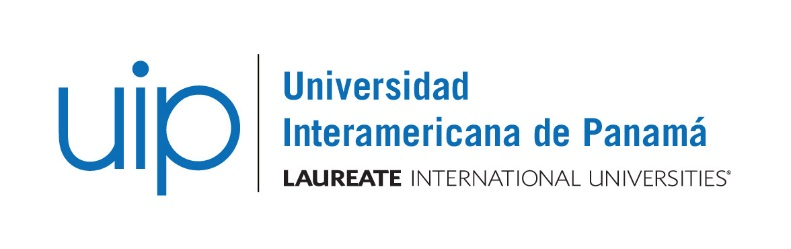 uip
Universidad
Interamericana de Panamá
LAUREATE INTERNATIONAL UNIVERSITIES®